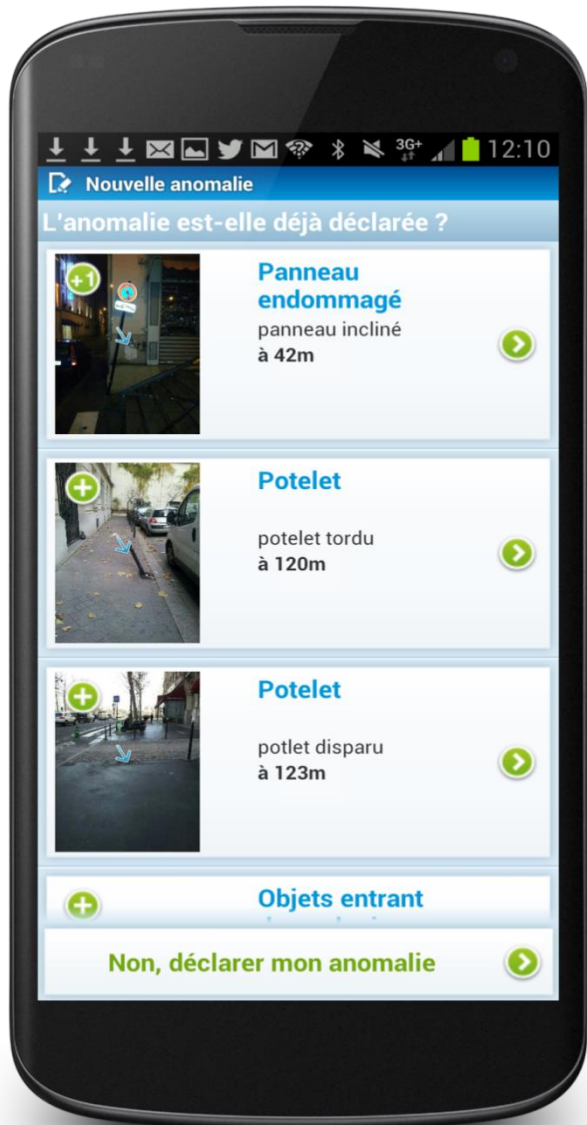 3G+ 12:10
Nouvelle anomalie
L'anomalie est-elle déjà déclarée ?
+1
Panneau
endommagé
panneau incliné
à 42m
Potelet
potelet tordu
à 120m
Potelet
potlet disparu
à 123m
Objets entrant
Non, déclarer mon anomalie